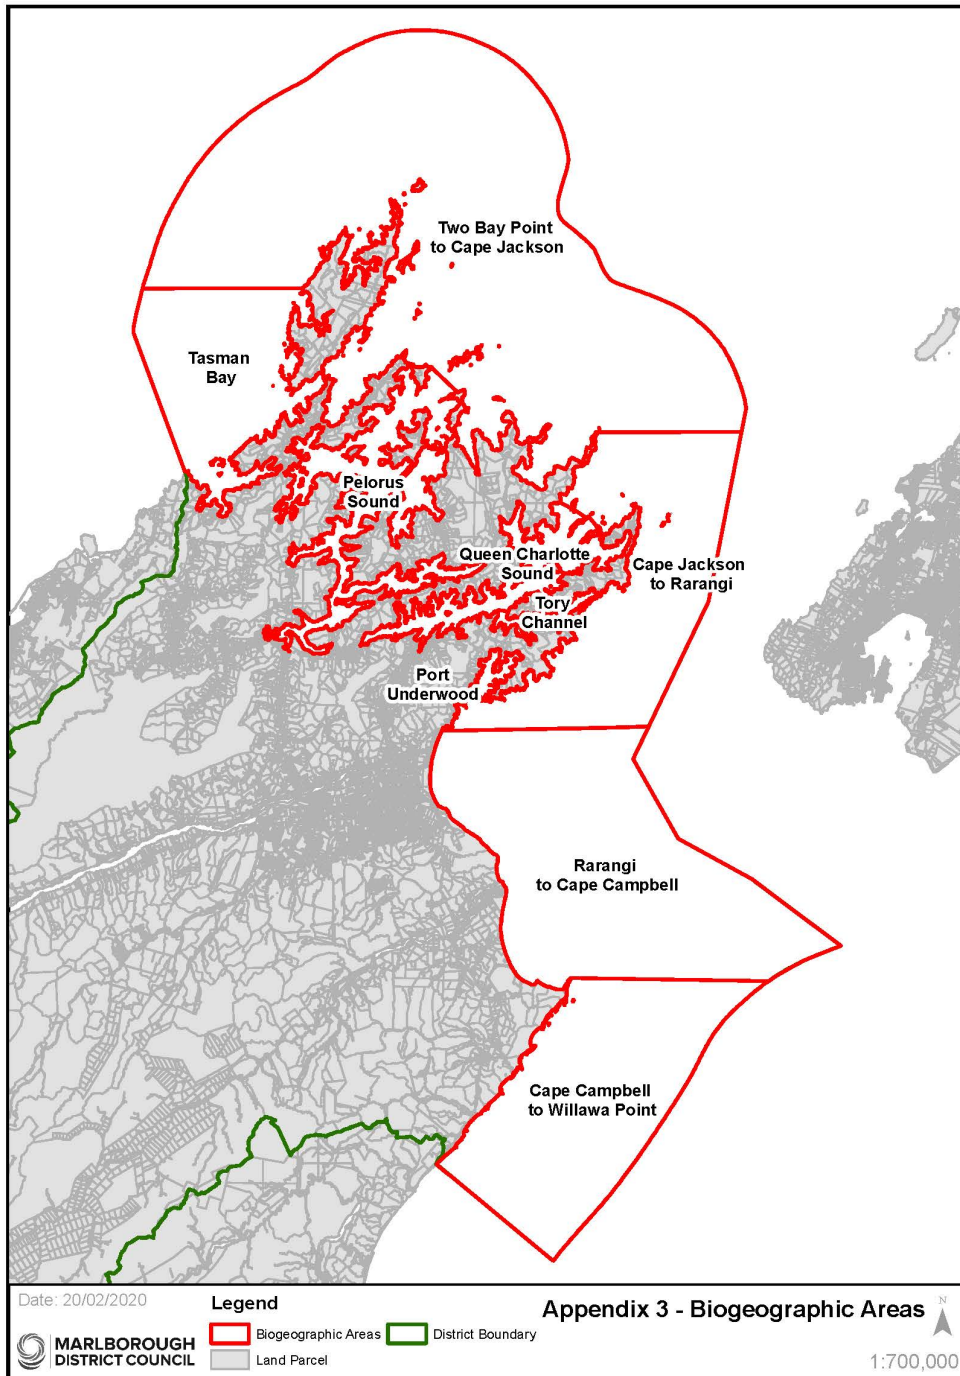 Two Bay Point
to Cape Jackson
Tasman
Bay
Pelorus
Sound
Queen Charlotte
Sound
Cape Jackson
to Rarangi
Tory
Channel
Port
Underwood
Rarangi
to Cape Campbell
Cape Campbell
to Willawa Point
Date: 20/02/2020
Legend
Appendix 3 - Biogeographic Areas
N
Biogeographic Areas
District Boundary
MARLBOROUGH
DISTRICT COUNCIL
Land Parcel
1:700,000